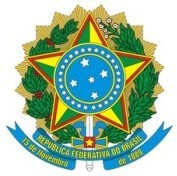 REPÚBLICA FEDERATIVA DO BRASIL
15 de Novembro
de 1889